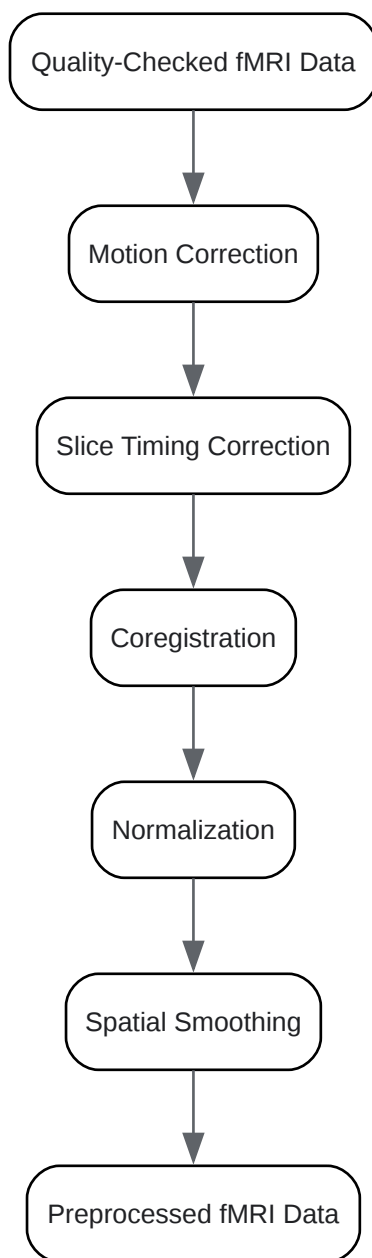 Quality-Checked fMRI Data
Motion Correction
Slice Timing Correction
Coregistration
Normalization
Spatial Smoothing
Preprocessed fMRI Data